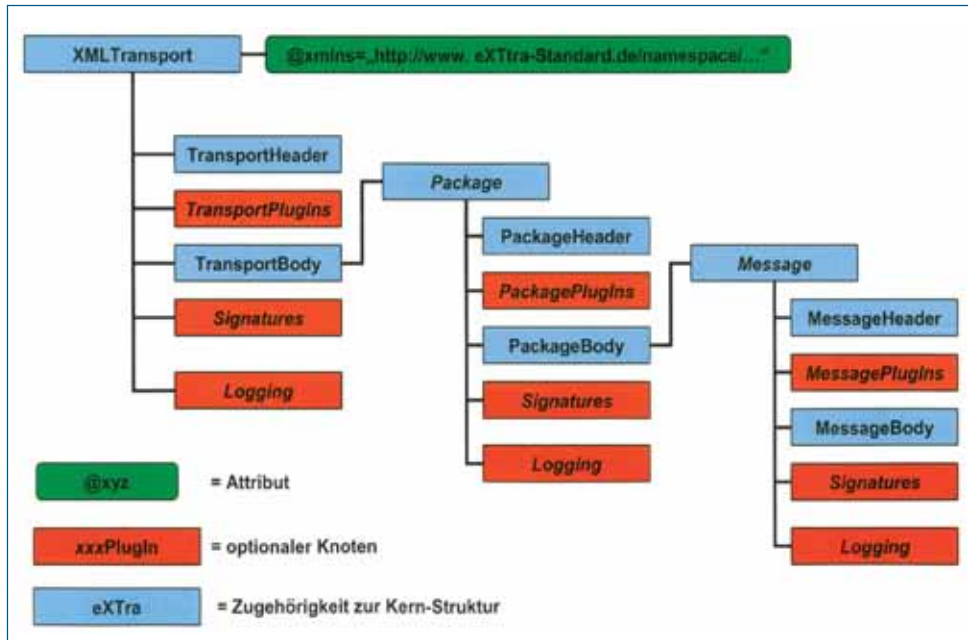 XMLTransport
@xmlns=„http://www. eXTtra-Standard.de/namespace/…“
TransportHeader
TransportPlugIns
TransportBody
Signatures
Logging
Package
PackageHeader
PackagePlugIns
PackageBody
Signatures
Logging
Message
MessageHeader
MessagePlugIns
MessageBody
Signatures
Logging
@xyz = Attribut
xxxPlugIn = optionaler Knoten
eXTra = Zugehörigkeit zur Kern-Struktur